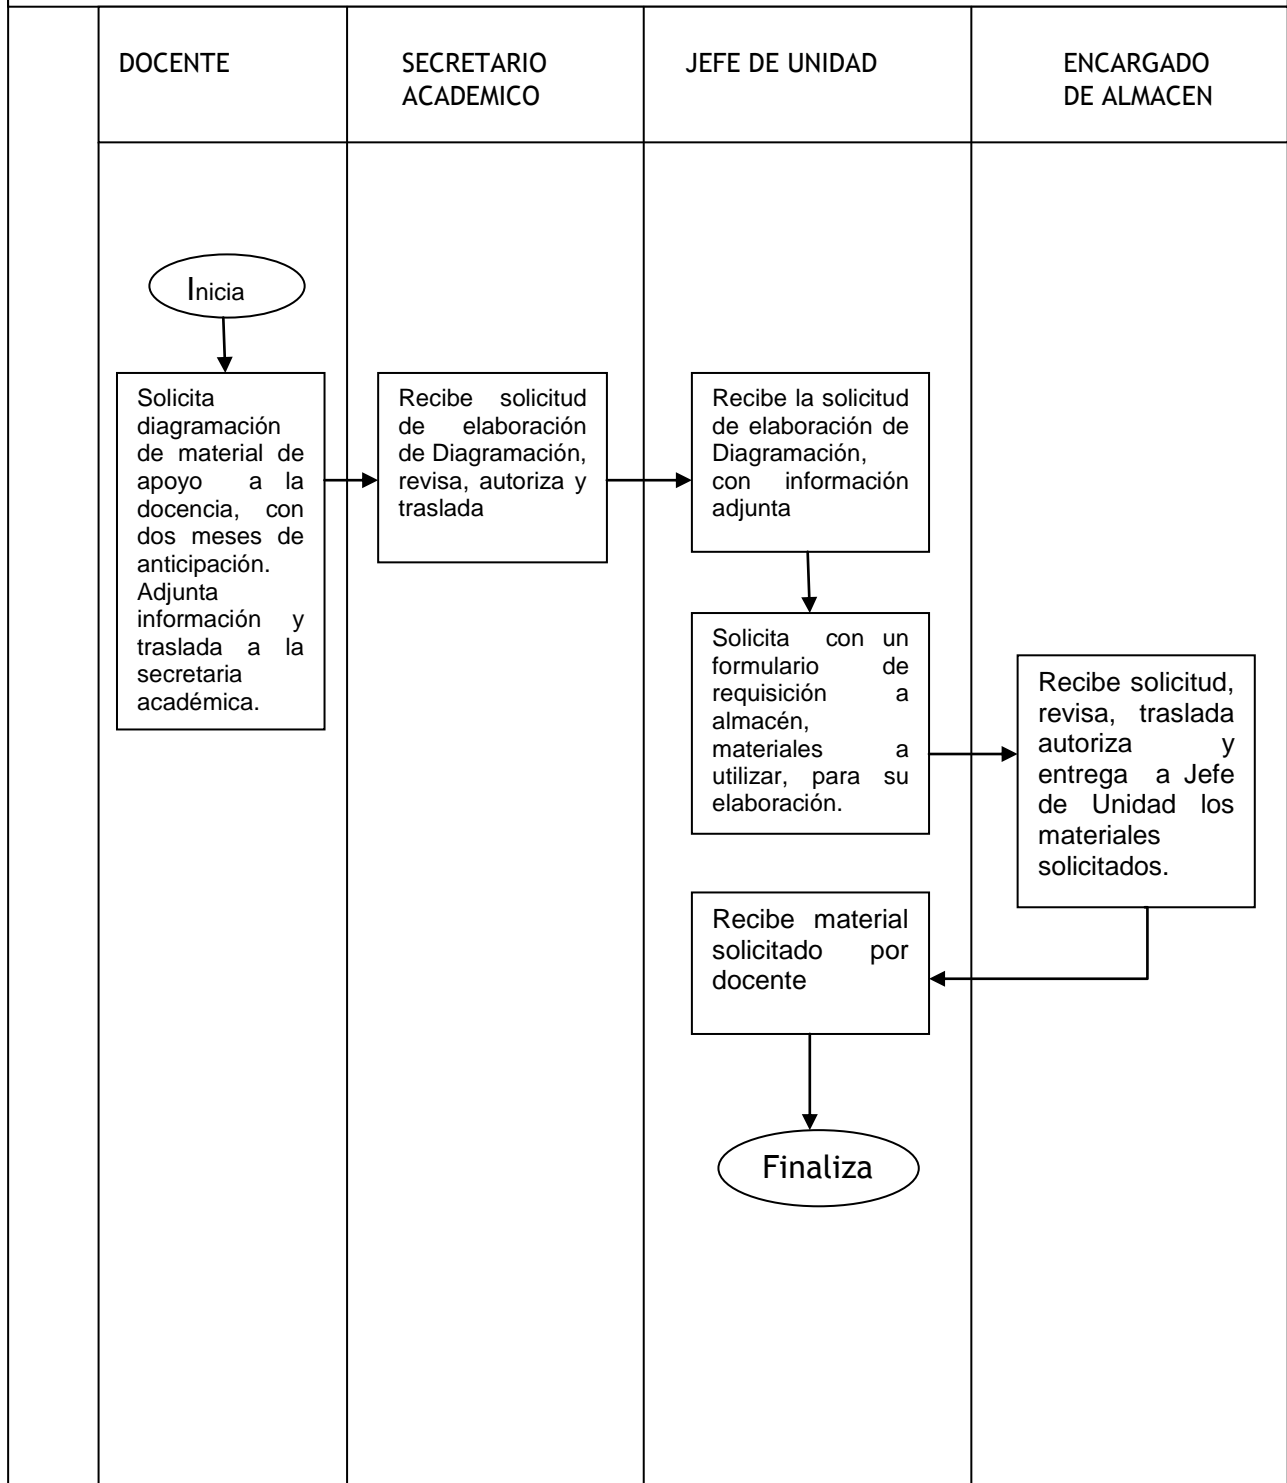 DOCENTE
SECRETARIO
ACADEMICO
JEFE DE UNIDAD
ENCARGADO
DE ALMACEN
Inicia
Solicita
diagramación
de material de
apoyo a la
docencia, con
dos meses de
anticipación.
Adjunta
información y
traslada a la
secretaria
académica.
Recibe solicitud
de elaboración
de Diagramación,
revisa, autoriza y
traslada
Recibe la solicitud
de elaboración de
Diagramación,
con información
adjunta
Solicita con un
formulario de
requisición a
almacén,
materiales a
utilizar, para su
elaboración.
Recibe solicitud,
revisa, traslada
autoriza y
entrega a Jefe
de Unidad los
materiales
solicitados.
Recibe material
solicitado por
docente
Finaliza